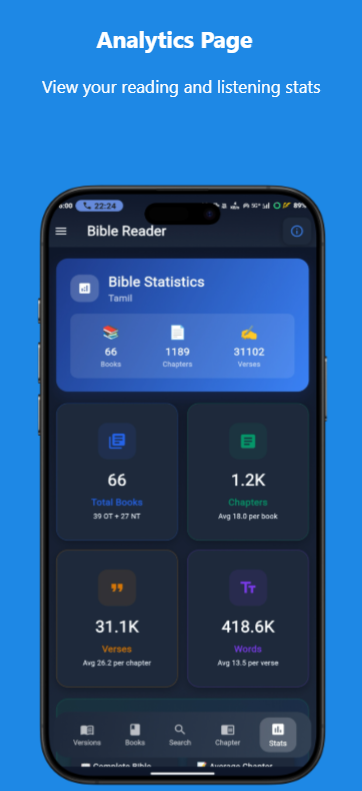 Analytics Page
View your reading and listening stats
22:24
89%
Bible Reader
Bible Statistics
Tamil
66 1189 31102
Books Chapters Verses
66 1.2K
Total Books Chapters
39 OT + 27 NT Avg 18.0 per book
31.1K 418.6K
Verses Words
Avg 26.2 per chapter Avg 13.5 per verse
Versions Books Search Chapter Stats
Complete Bible Average Chapter